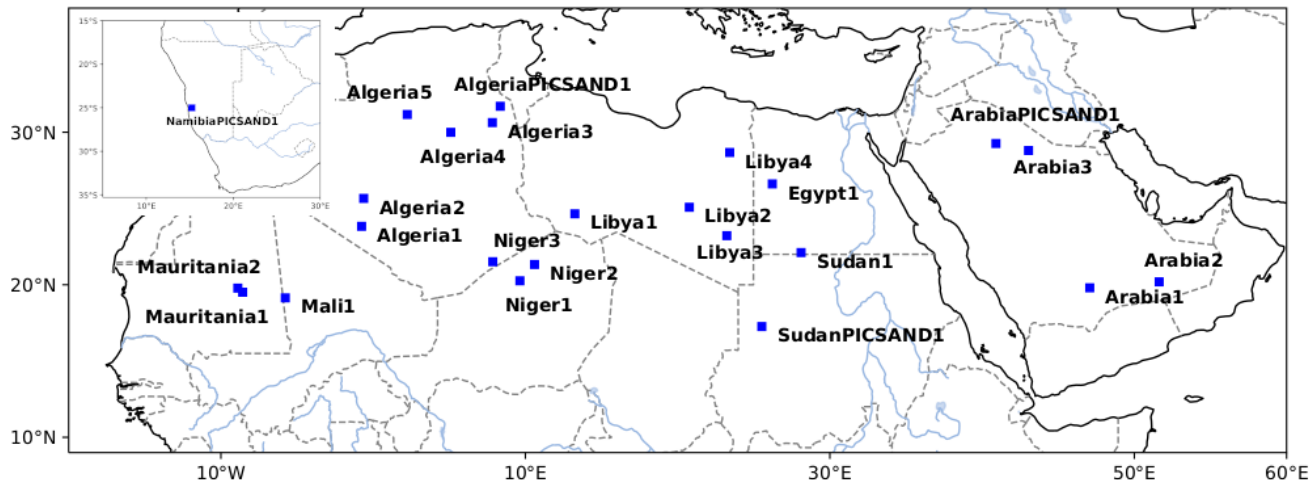 15°S
20°S
25°S
30°S
35°S
10°E
20°E
30°E
NamibiaPICSAND1
Algeria5
AlgeriaPICSAND1
Algeria3
Algeria4
ArabiaPICSAND1
Arabia3
Libya4
Egypt1
Algeria2
Algeria1
Libya1
Libya2
Libya3
Niger3
Niger2
Niger1
Sudan1
Mauritania2
Mauritania1
Mali1
Arabia2
Arabia1
SudanPICSAND1
30°N
20°N
10°N
10°W
10°E
30°E
50°E
60°E